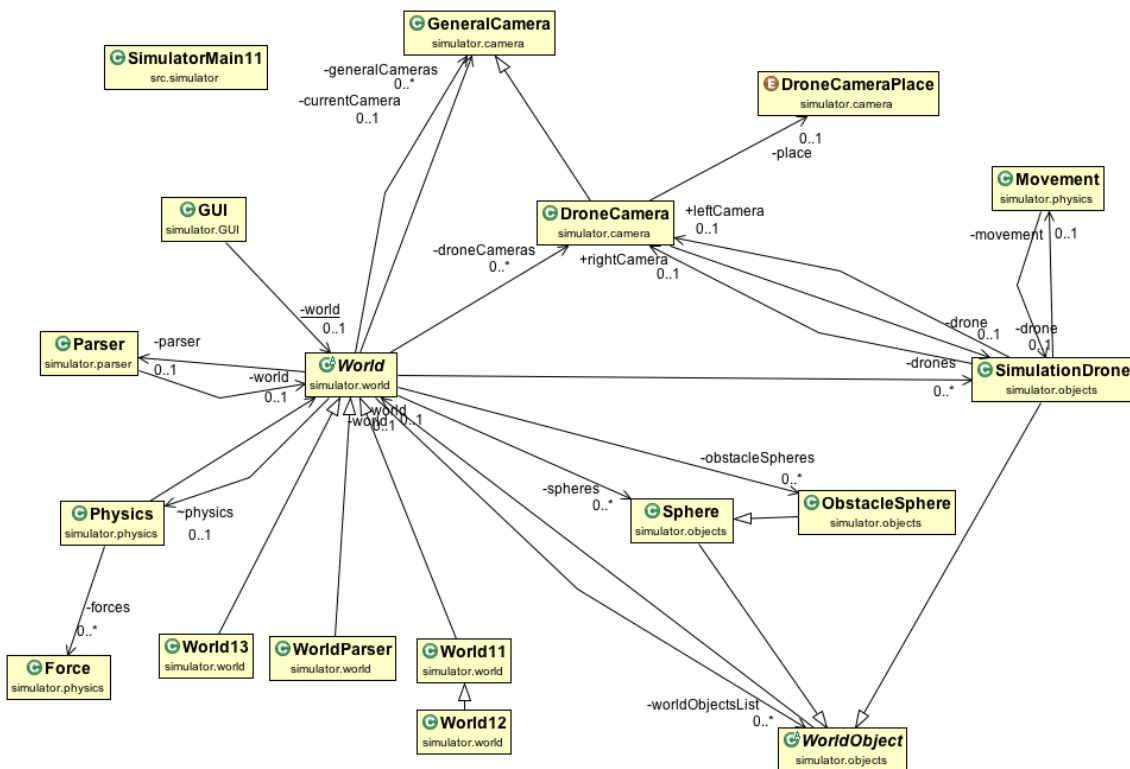 GeneralCamera
simulator.camera
SimulatorMain11
src.simulator
-generalCameras
0..*
-currentCamera
0..1
DroneCameraPlace
simulator.camera
0..1
-place
Movement
simulator.physics
-movement
0..1
GUI
simulator.GUI
DroneCamera
simulator.camera
+leftCamera
0..1
-droneCameras
0..*
+rightCamera
0..1
-world
0..1
-drone
0..1
-drone
0..1
Parser
simulator.parser
-parser
0..1
-world
0..1
World
simulator.world
-drones
0..*
SimulationDrone
simulator.objects
-world
0..1
-world
0..1
-obstacleSpheres
0..*
-spheres
0..*
Physics
simulator.physics
~physics
0..1
Sphere
simulator.objects
ObstacleSphere
simulator.objects
-forces
0..*
Force
simulator.physics
World13
simulator.world
WorldParser
simulator.world
World11
simulator.world
World12
simulator.world
-worldObjectsList
0..*
WorldObject
simulator.objects